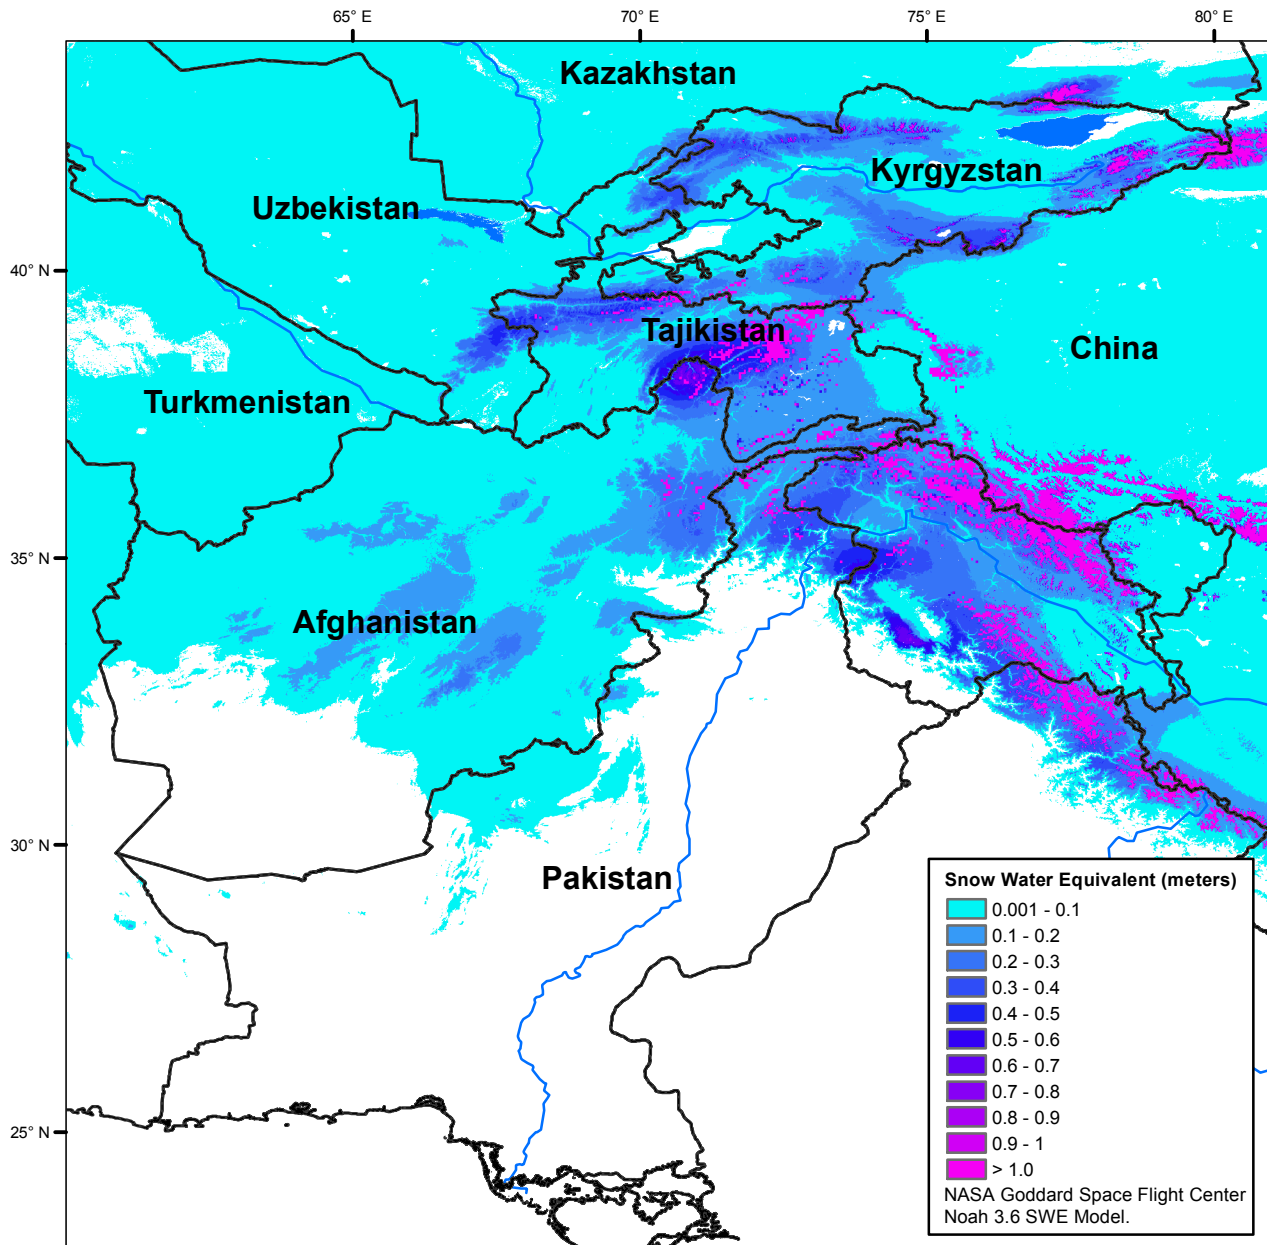 65° E
70° E
75° E
80° E
Kazakhstan
Kyrgyzstan
Uzbekistan
40° N
Tajikistan
China
Turkmenistan
35° N
Afghanistan
30° N
Pakistan
25° N
Snow Water Equivalent (meters)
0.001 - 0.1
0.1 - 0.2
0.2 - 0.3
0.3 - 0.4
0.4 - 0.5
0.5 - 0.6
0.6 - 0.7
0.7 - 0.8
0.8 - 0.9
0.9 - 1
> 1.0
NASA Goddard Space Flight Center
Noah 3.6 SWE Model.